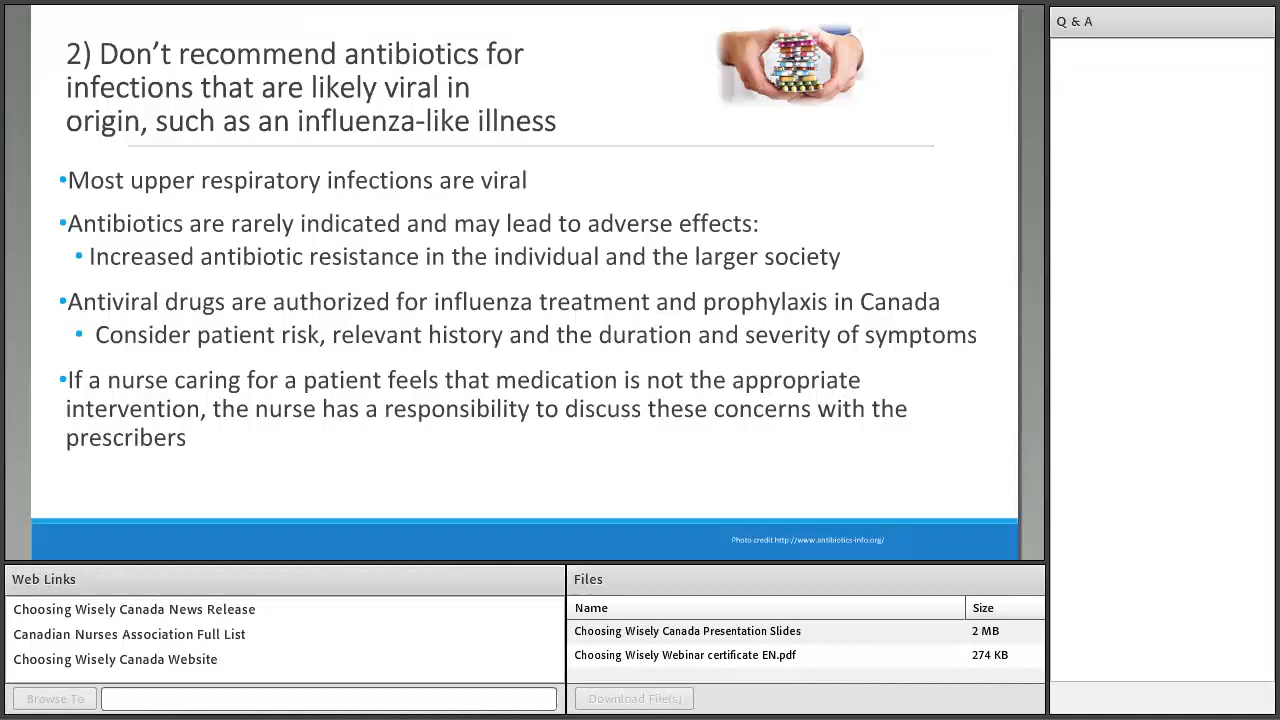 2) Don’t recommend antibiotics for
infections that are likely viral in
origin, such as an influenza-like illness
•Most upper respiratory infections are viral
•Antibiotics are rarely indicated and may lead to adverse effects:
• Increased antibiotic resistance in the individual and the larger society
•Antiviral drugs are authorized for influenza treatment and prophylaxis in Canada
• Consider patient risk, relevant history and the duration and severity of symptoms
•If a nurse caring for a patient feels that medication is not the appropriate
intervention, the nurse has a responsibility to discuss these concerns with the
prescribers
Photo credit http://www.antibiotics-info.org/
Q & A
Web Links
Choosing Wisely Canada News Release
Canadian Nurses Association Full List
Choosing Wisely Canada Website
Browse To
Files
Name Size
Choosing Wisely Canada Presentation Slides 2 MB
Choosing Wisely Webinar certificate EN.pdf 274 KB
Download File(s)